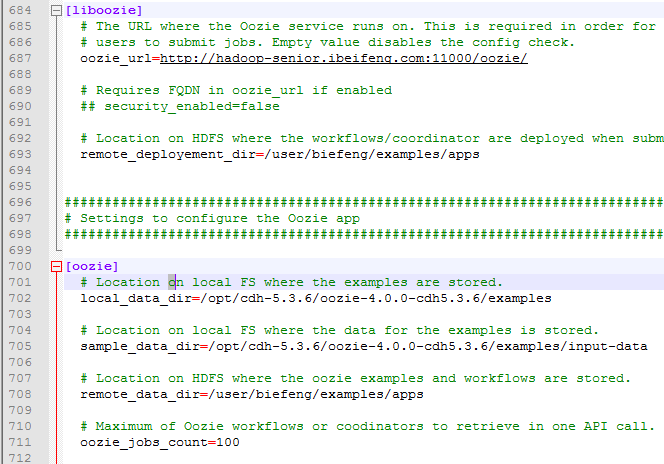 684 [liboozie]
685 # The URL where the Oozie service runs on. This is required in order for
686 # users to submit jobs. Empty value disables the config check.
687 oozie_url=http://hadoop-senior.ibeifeng.com:11000/oozie/
688
689 # Requires FQDN in oozie_url if enabled
690 ## security_enabled=false
691
692 # Location on HDFS where the workflows/coordinator are deployed when subm
693 remote_deployement_dir=/user/biefeng/examples/apps
694
695
696 ###########################################################################
697 # Settings to configure the Oozie app
698 ###########################################################################
699
700 [oozie]
701 # Location on local FS where the examples are stored.
702 local_data_dir=/opt/cdh-5.3.6/oozie-4.0.0-cdh5.3.6/examples
703
704 # Location on local FS where the data for the examples is stored.
705 sample_data_dir=/opt/cdh-5.3.6/oozie-4.0.0-cdh5.3.6/examples/input-data
706
707 # Location on HDFS where the oozie examples and workflows are stored.
708 remote_data_dir=/user/biefeng/examples/apps
709
710 # Maximum of Oozie workflows or coodinators to retrieve in one API call.
711 oozie_jobs_count=100
712